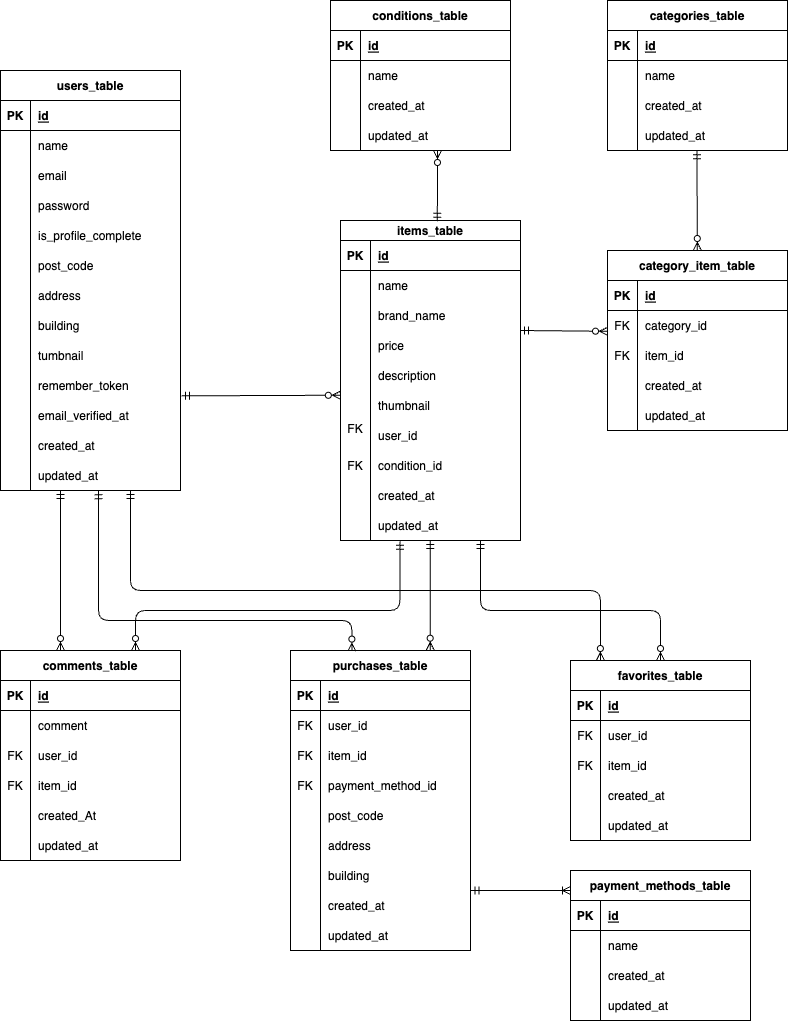 conditions_table
PK id
name
created_at
updated_at
categories_table
PK id
name
created_at
updated_at
users_table
PK id
name
email
password
is_profile_complete
post_code
address
building
tumbnail
remember_token
email_verified_at
created_at
updated_at
items_table
PK id
name
brand_name
price
description
thumbnail
FK user_id
FK condition_id
created_at
updated_at
category_item_table
PK id
FK category_id
FK item_id
created_at
updated_at
comments_table
PK id
comment
FK user_id
FK item_id
created_At
updated_at
purchases_table
PK id
FK user_id
FK item_id
FK payment_method_id
post_code
address
building
created_at
updated_at
favorites_table
PK id
FK user_id
FK item_id
created_at
updated_at
payment_methods_table
PK id
name
created_at
updated_at